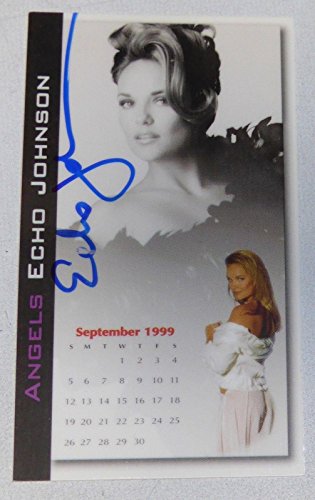 ANGELS ECHO JOHNSON
Echo
September 1999
S M T W T F S
1 2 3 4
5 6 7 8 9 10 11
12 13 14 15 16 17 18
19 20 21 22 23 24 25
26 27 28 29 30